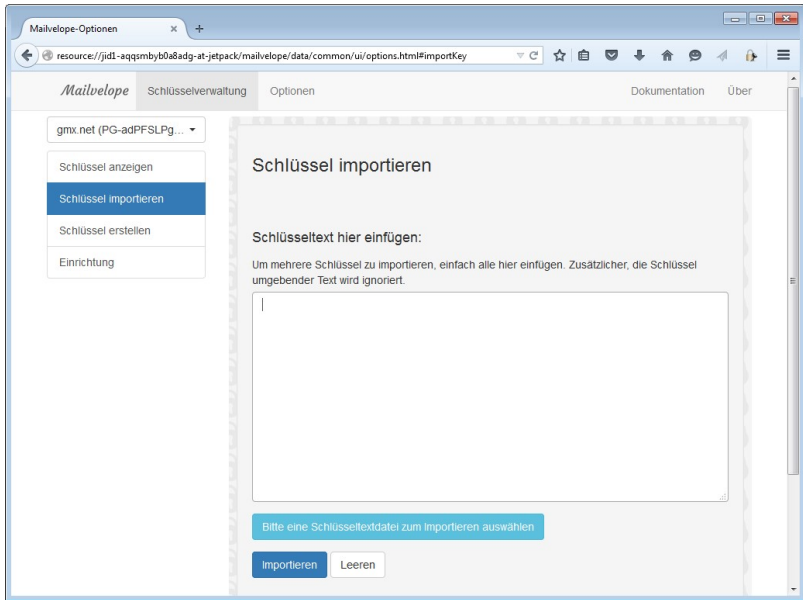 Mailvelope-Optionen
resource://jid1-aqqsmbyb0a8adg-at-jetpack/mailvelope/data/common/ui/options.html#importKey
Mailvelope Schlüsselverwaltung Optionen Dokumentation Über
gmx.net (PG-adPFSLPg...
Schlüssel anzeigen
Schlüssel importieren
Schlüssel erstellen
Einrichtung
Schlüssel importieren
Schlüsseltext hier einfügen:
Um mehrere Schlüssel zu importieren, einfach alle hier einfügen. Zusätzlicher, die Schlüssel
umgebender Text wird ignoriert.
Bitte eine Schlüsseltextdatei zum Importieren auswählen
Importieren Leeren